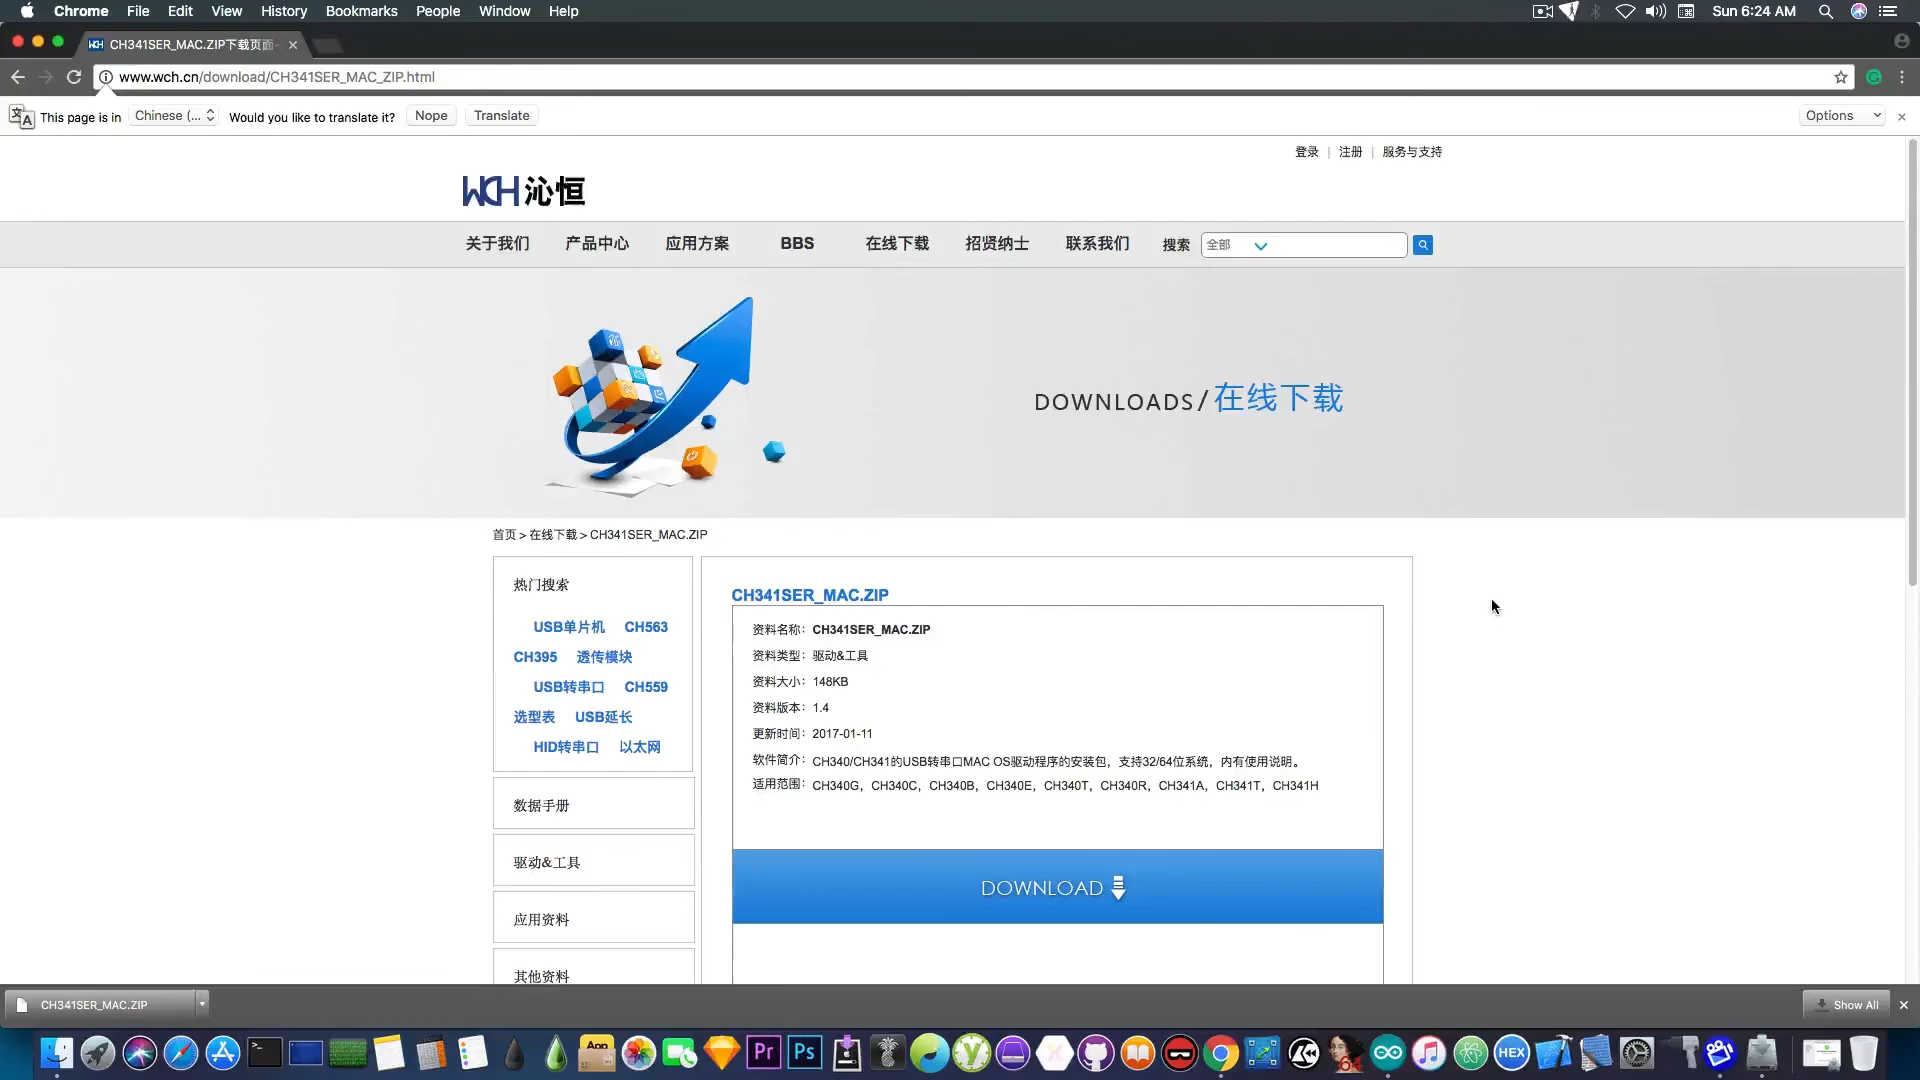 Chrome File Edit View History Bookmarks People Window Help Sun 6:24 AM
CH341SER_MAC.ZIP下载页面
www.wch.cn/download/CH341SER_MAC_ZIP.html
This page is in Chinese (... Would you like to translate it? Nope Translate Options
登录 | 注册 | 服务与支持
WCH 沁恒
关于我们 产品中心 应用方案 BBS 在线下载 招贤纳士 联系我们 搜索 全部
DOWNLOADS/在线下载
首页 > 在线下载 > CH341SER_MAC.ZIP
热门搜索
USB单片机 CH563
CH395 透传模块
USB转串口 CH559
选型表 USB延长
HID转串口 以太网
数据手册
驱动&工具
应用资料
其他资料
CH341SER_MAC.ZIP
资料名称：CH341SER_MAC.ZIP
资料类型：驱动&工具
资料大小：148KB
资料版本：1.4
更新时间：2017-01-11
软件简介：CH340/CH341的USB转串口MAC OS驱动程序的安装包，支持32/64位系统，内有使用说明。
适用范围：CH340G，CH340C，CH340B，CH340E，CH340T，CH340R，CH341A，CH341T，CH341H
DOWNLOAD
CH341SER_MAC.ZIP Show All
App Pr Ps HEX